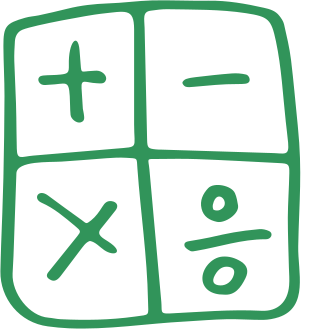 + −
× ÷